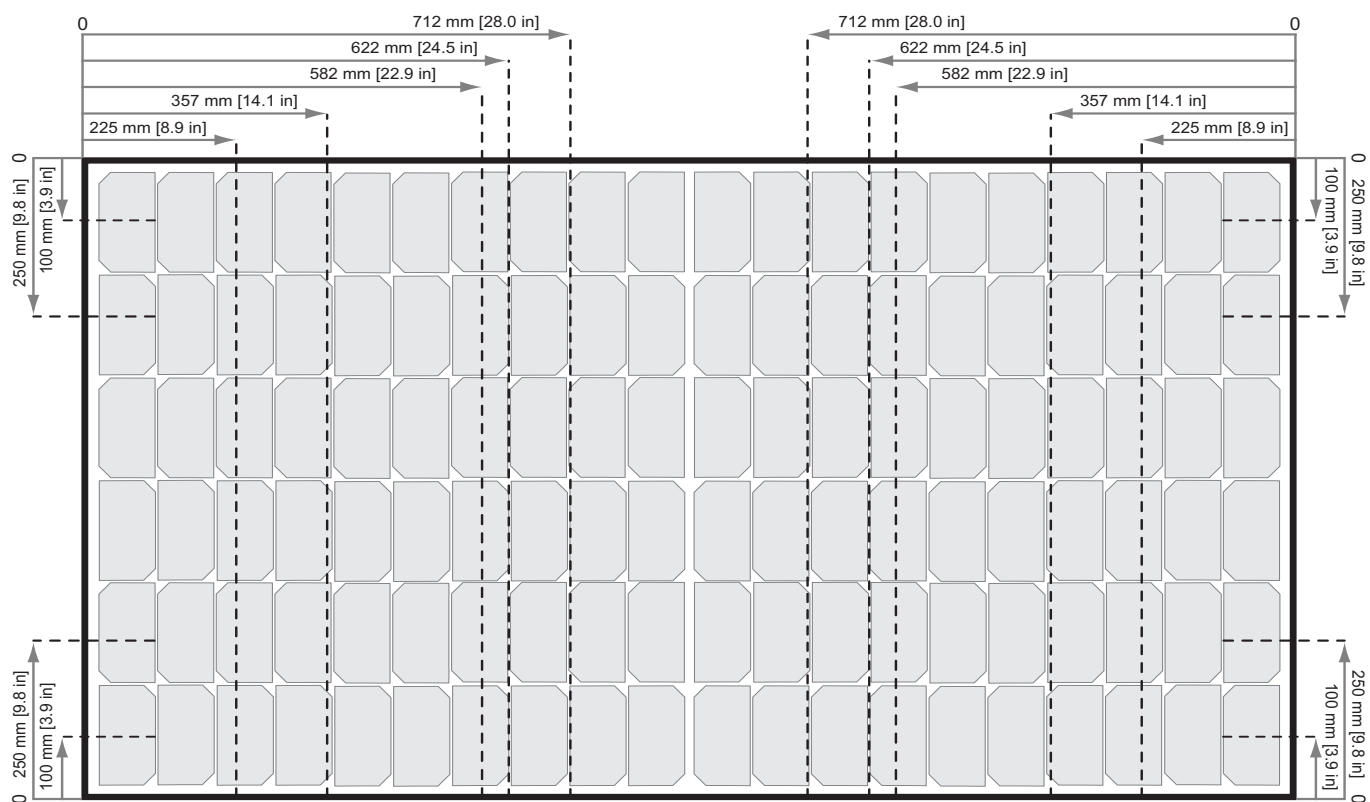 0
712 mm [28.0 in]
712 mm [28.0 in]
0
622 mm [24.5 in]
622 mm [24.5 in]
582 mm [22.9 in]
582 mm [22.9 in]
357 mm [14.1 in]
357 mm [14.1 in]
225 mm [8.9 in]
225 mm [8.9 in]
0
250 mm [9.8 in]
100 mm [3.9 in]
100 mm [3.9 in]
250 mm [9.8 in]
0
250 mm [9.8 in]
100 mm [3.9 in]
0
100 mm [3.9 in]
250 mm [9.8 in]
0